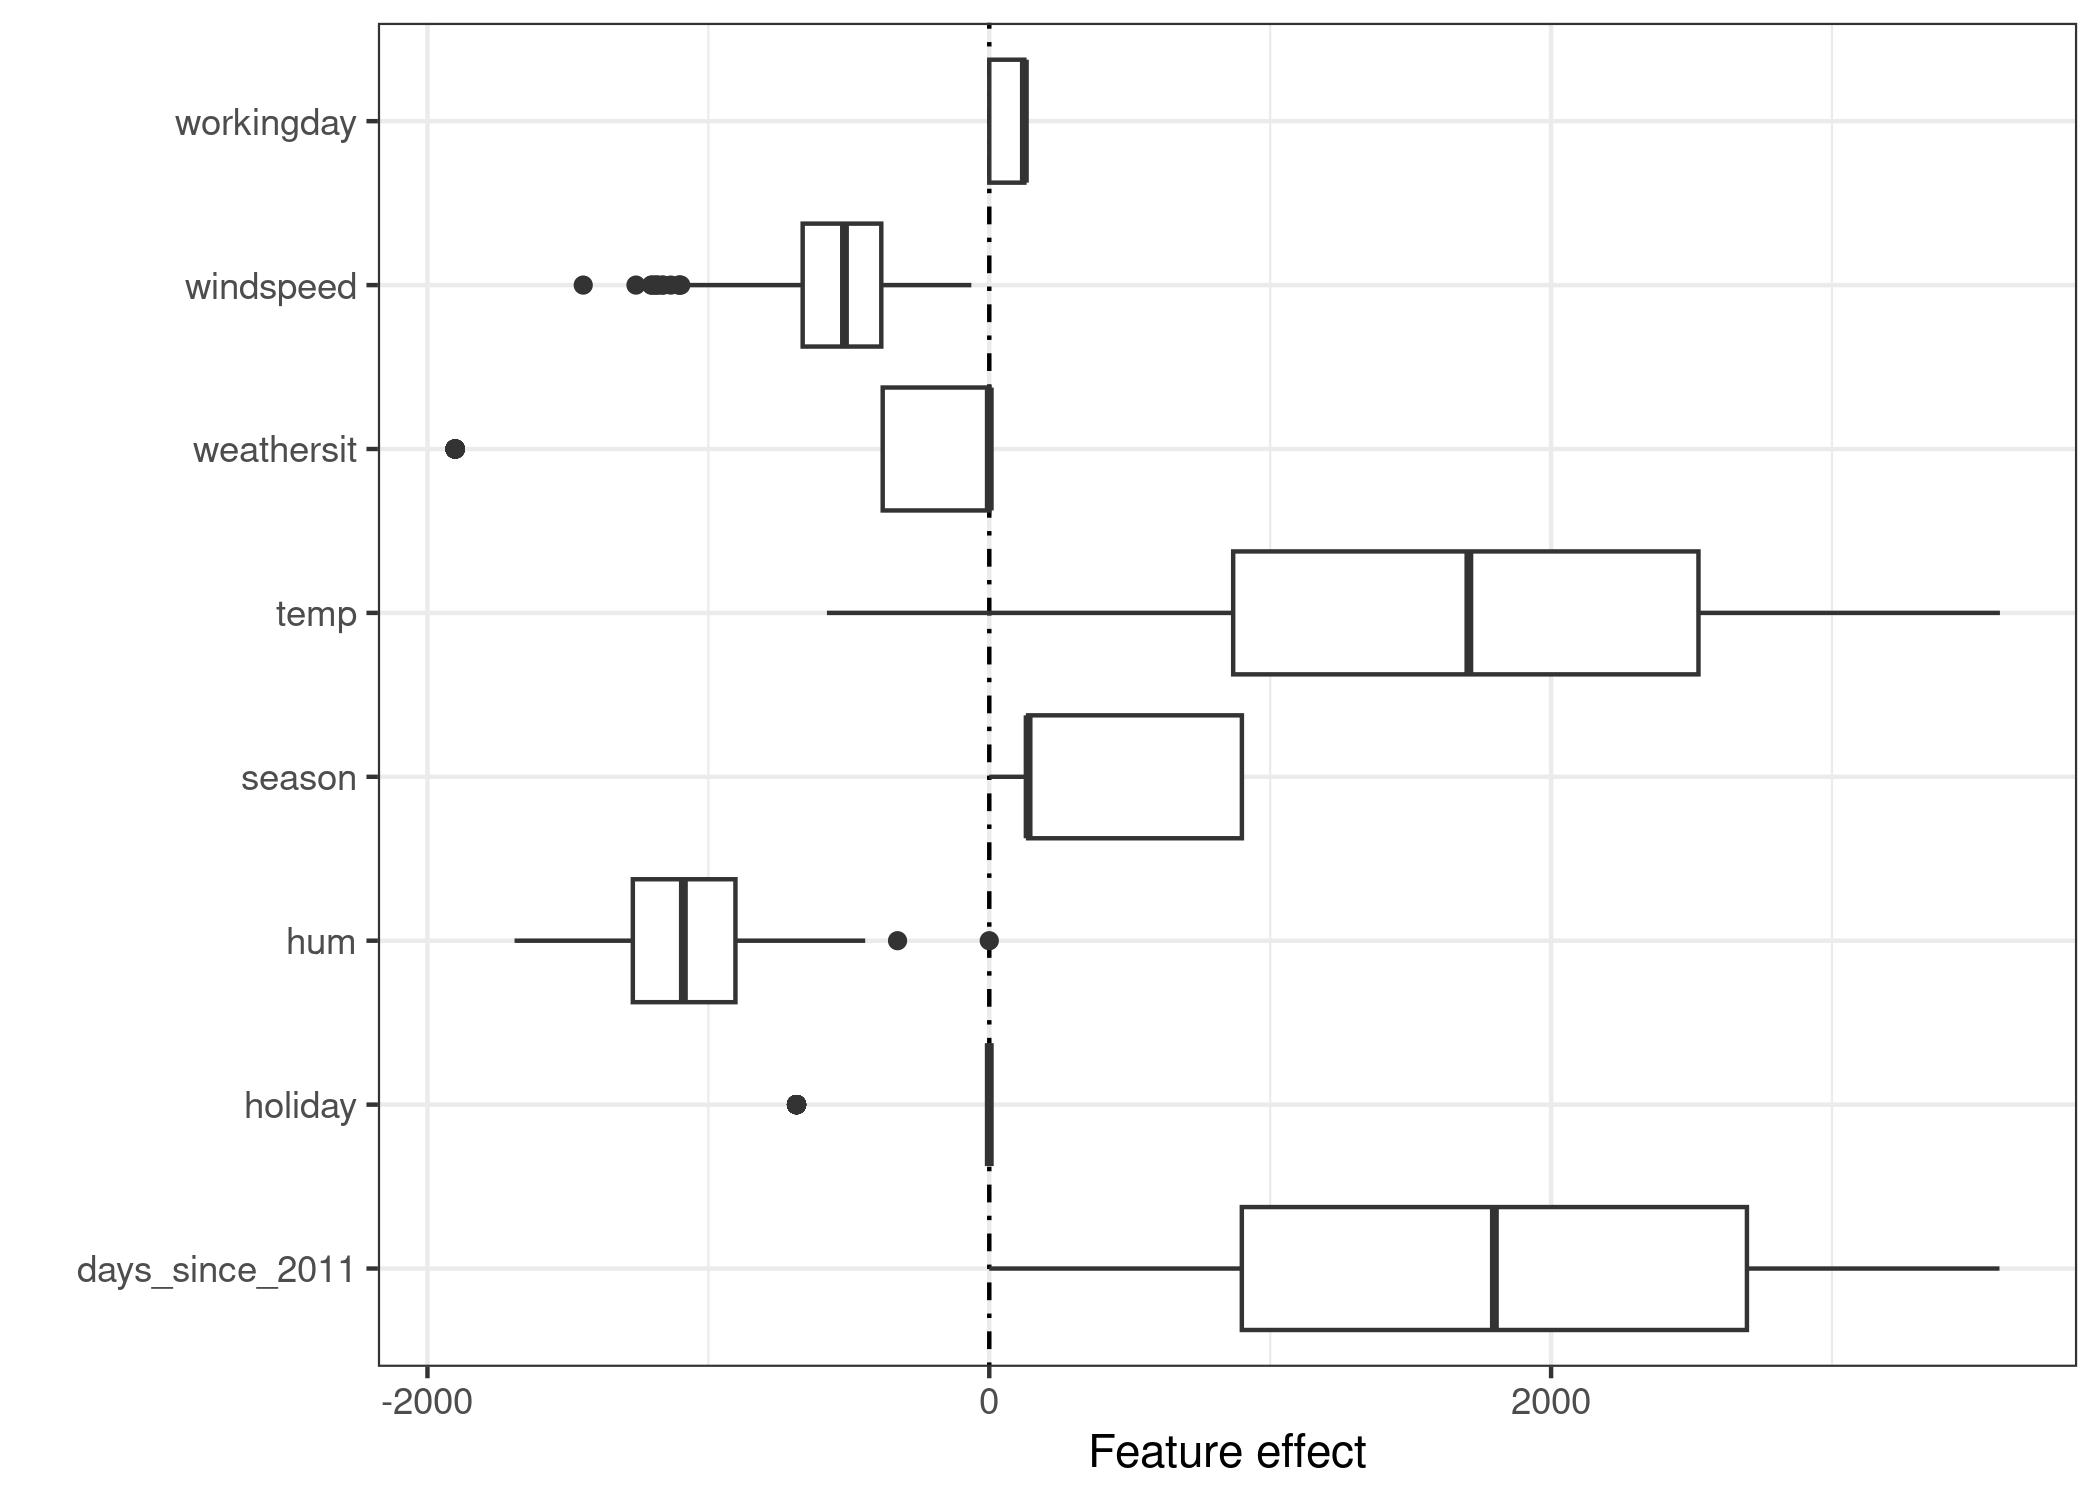 workingday
windspeed
weathersit
temp
season
hum
holiday
days_since_2011
-2000 0 2000
Feature effect